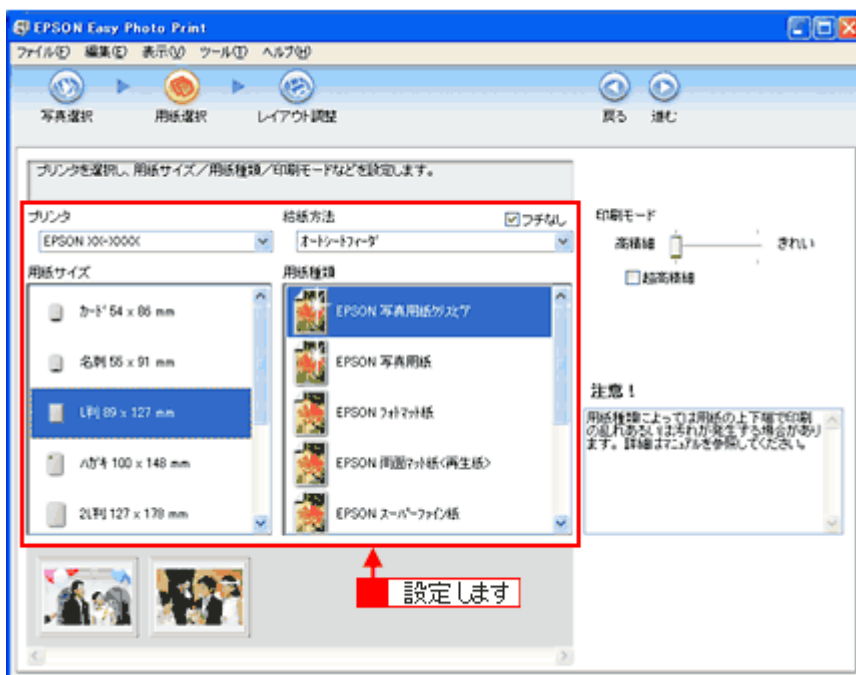 EPSON Easy Photo Print
ファイル(F) 編集(E) 表示(V) ツール(T) ヘルプ(H)
写真選択 用紙選択 レイアウト調整 戻る 進む
プリンタを選択し、用紙サイズ/用紙種類/印刷モードなどを設定します。
プリンタ
EPSON XX-XXXX
給紙方法
フチなし
オートシートフィーダ
用紙サイズ
カード 54 x 86 mm
名刺 55 x 91 mm
L判 89 x 127 mm
ハガキ 100 x 148 mm
2L判 127 x 178 mm
用紙種類
EPSON 写真用紙クリスピア
EPSON 写真用紙
EPSON フォトマット紙
EPSON 両面マット紙<再生紙>
EPSON スーパーファイン紙
印刷モード
高精細 きれい
超高精細
注意!
用紙種類によっては用紙の上下端で印刷
の乱れあるいは汚れが発生する場合があり
ます。詳細はマニュアルを参照してください。
設定します